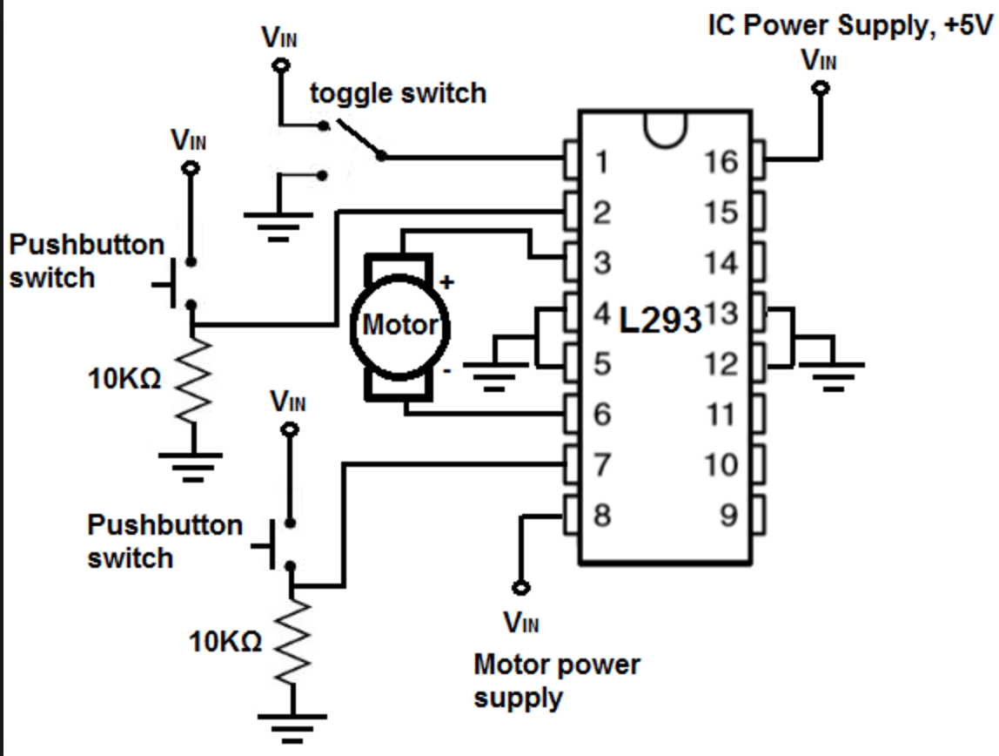 IC Power Supply, +5V
VIN
VIN
toggle switch
VIN
Pushbutton
switch
10KΩ
VIN
Pushbutton
switch
10KΩ
Motor
+
-
L293
1
2
3
4
5
6
7
8
16
15
14
13
12
11
10
9
VIN
Motor power
supply